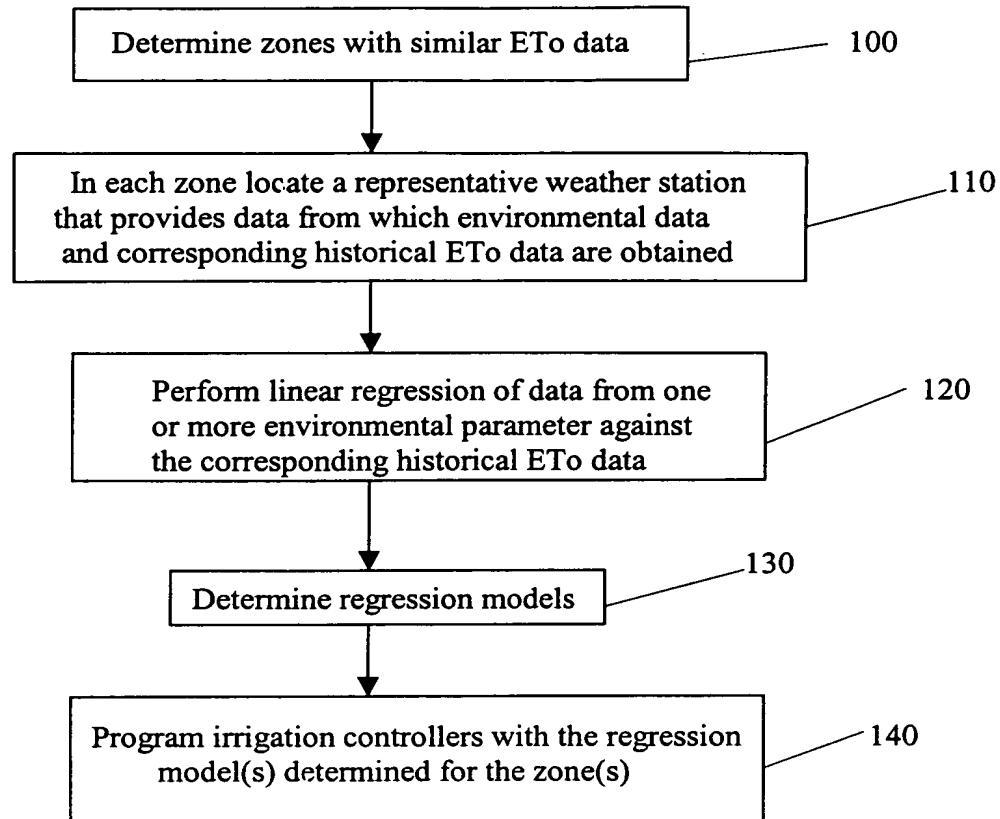 Determine zones with similar ETo data
100
In each zone locate a representative weather station
that provides data from which environmental data
and corresponding historical ETo data are obtained
110
Perform linear regression of data from one
or more environmental parameter against
the corresponding historical ETo data
120
Determine regression models
130
Program irrigation controllers with the regression
model(s) determined for the zone(s)
140